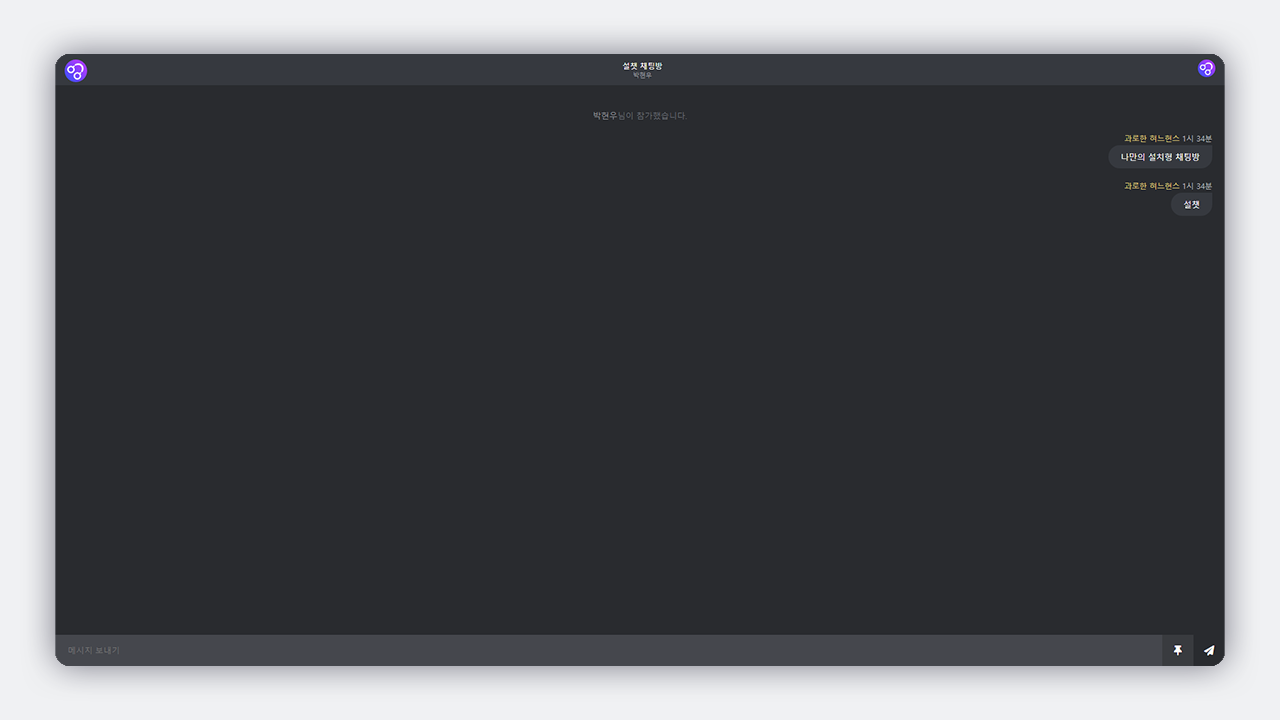 설챗 채팅방
박현우
박현우님이 참가했습니다.
과로한 허느현스 1시 34분
나만의 설치형 채팅방
과로한 허느현스 1시 34분
설챗
메시지 보내기